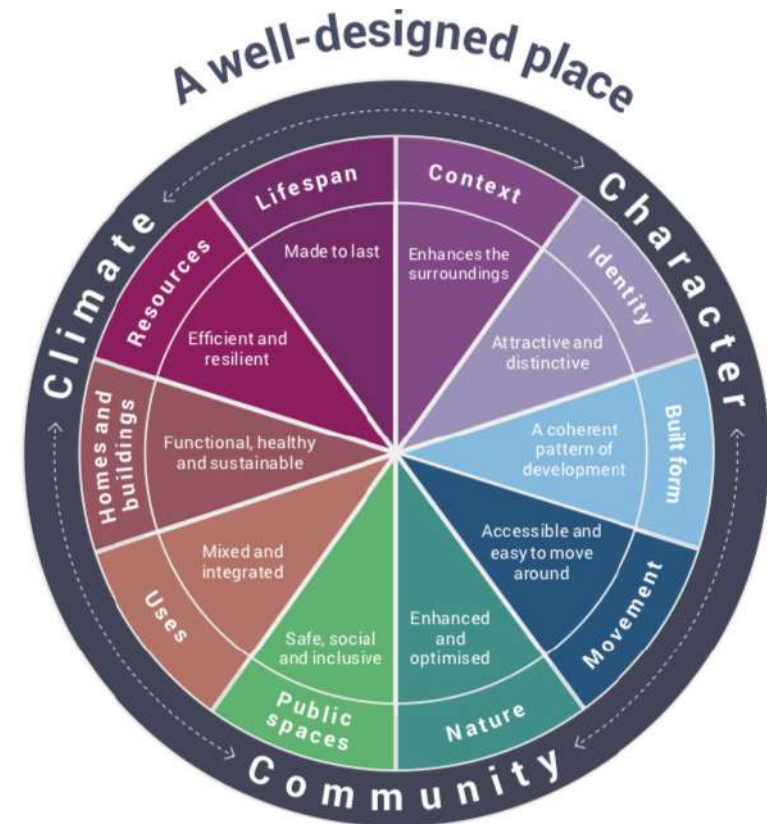 A well-designed place
Climate
Character
Community
Context
Enhances the
surroundings
Identity
Attractive and
distinctive
Built form
A coherent
pattern of
development
Movement
Accessible and
easy to move
around
Nature
Enhanced
and
optimised
Public
spaces
Safe, social
and inclusive
Uses
Mixed and
integrated
Homes and
buildings
Functional, healthy
and sustainable
Resources
Efficient and
resilient
Lifespan
Made to last